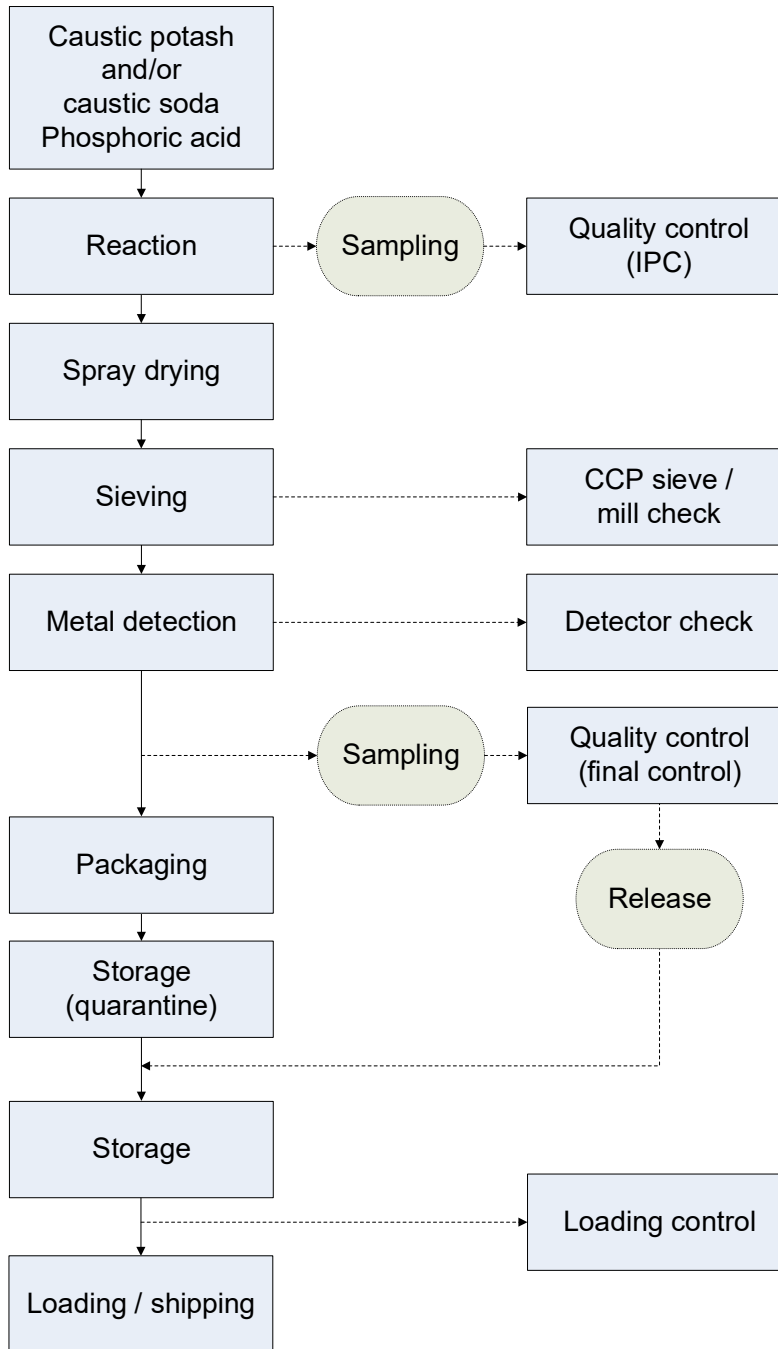 Caustic potash
and/or
caustic soda
Phosphoric acid
Reaction
Sampling
Quality control
(IPC)
Spray drying
Sieving
CCP sieve /
mill check
Metal detection
Detector check
Sampling
Quality control
(final control)
Packaging
Release
Storage
(quarantine)
Storage
Loading control
Loading / shipping